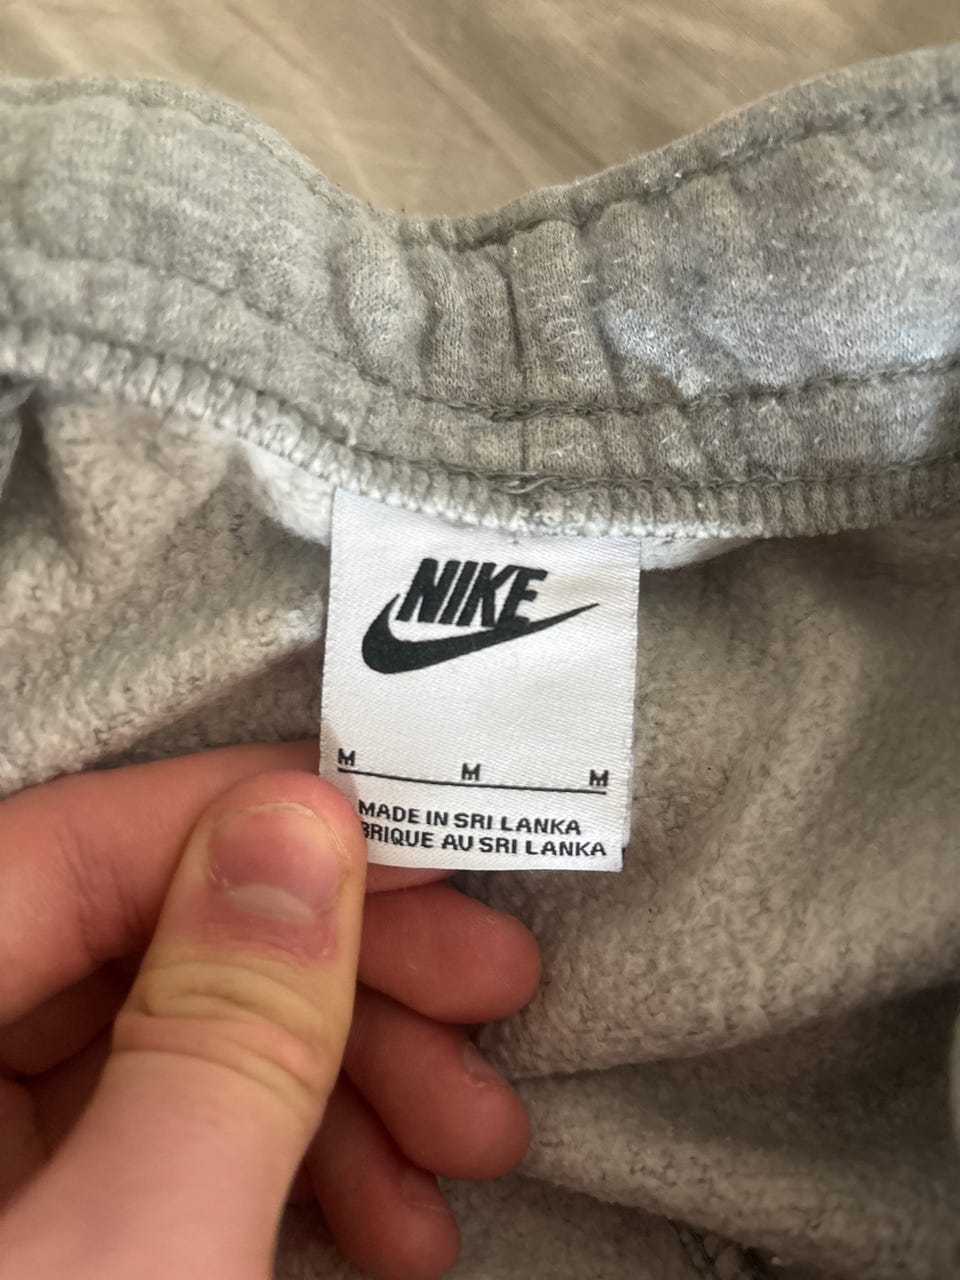 NIKE
M M M
MADE IN SRI LANKA
BRIQUE AU SRI LANKA